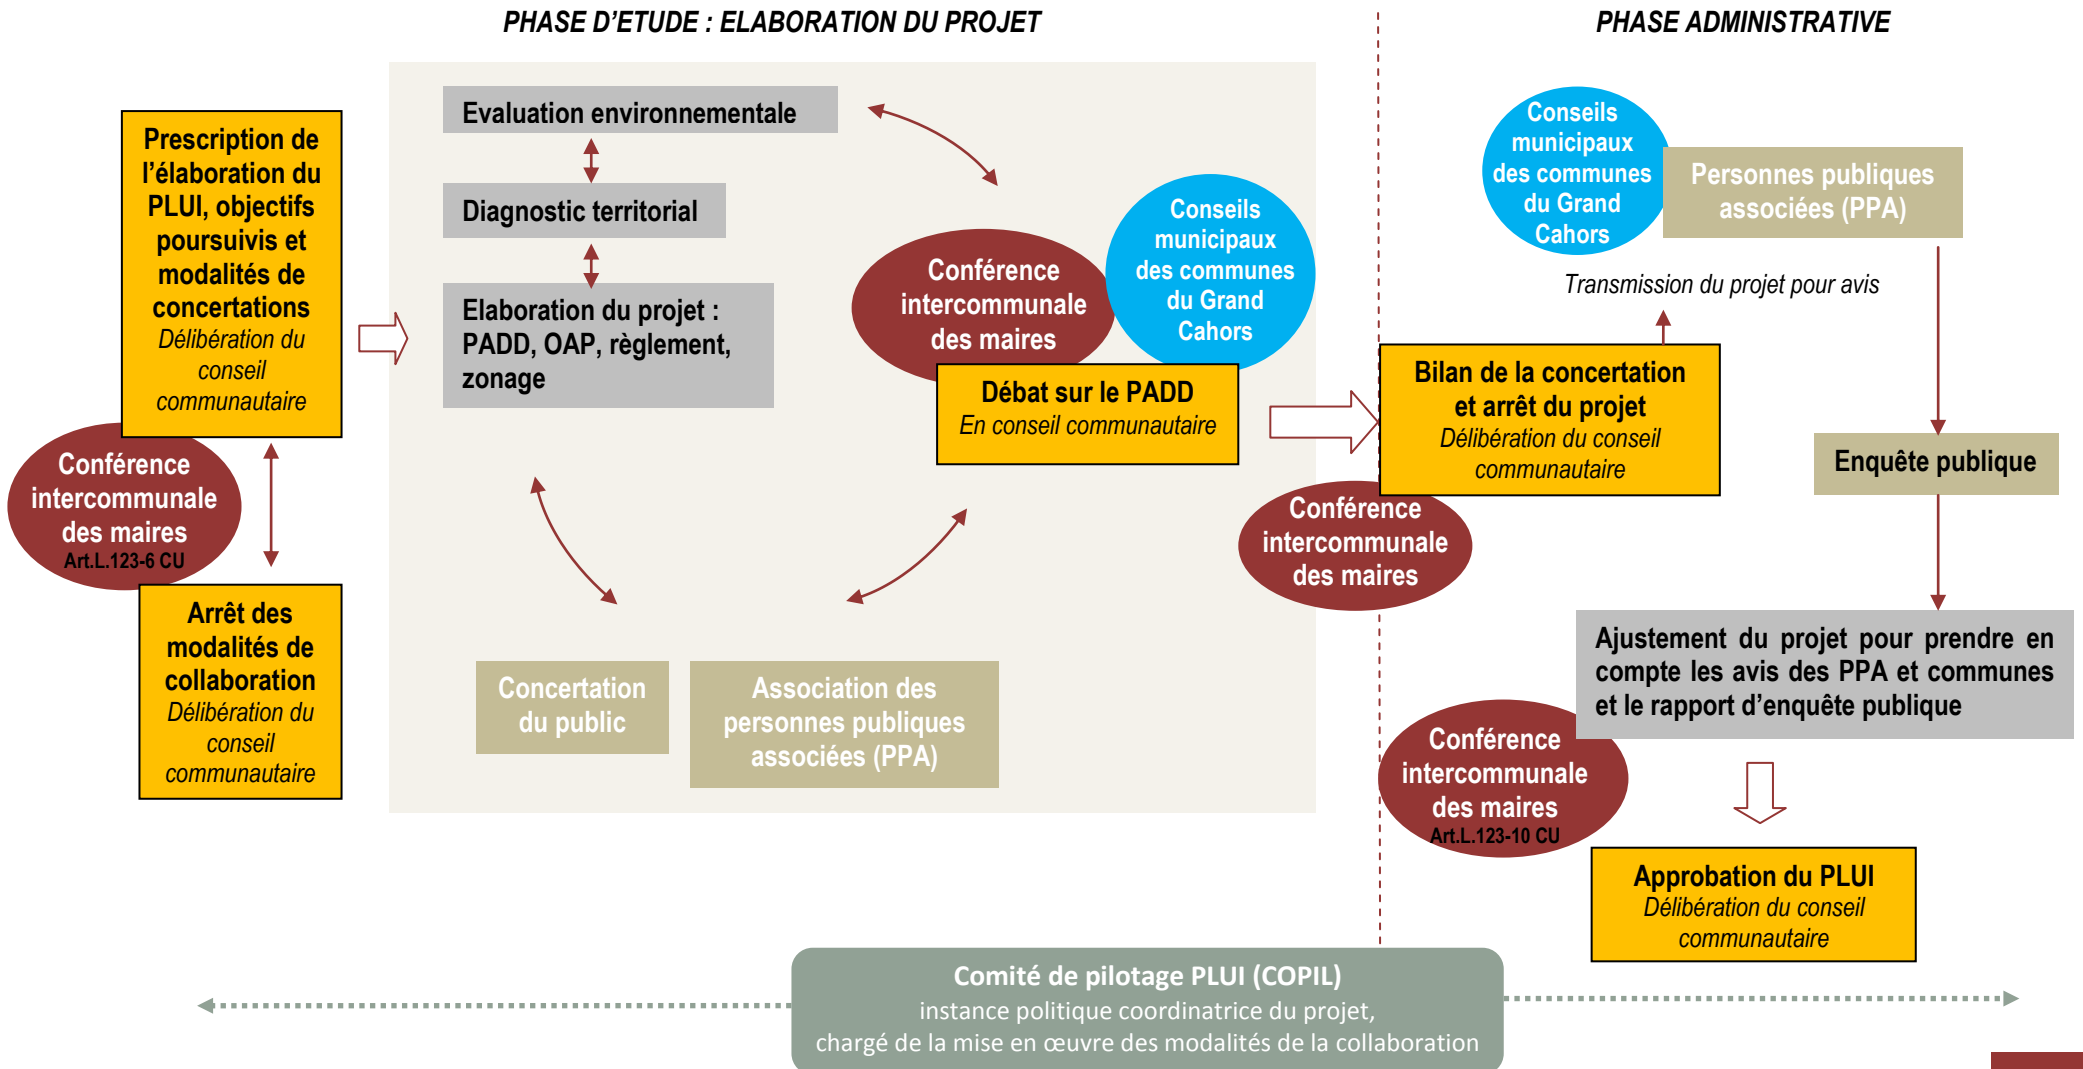 PHASE D'ETUDE : ELABORATION DU PROJET
PHASE ADMINISTRATIVE
Prescription de
l'élaboration du
PLUI, objectifs
poursuivis et
modalités de
concertations
Délibération du
conseil
communautaire
Conférence
intercommunale
des maires
Art.L.123-6 CU
Arrêt des
modalités de
collaboration
Délibération du
conseil
communautaire
Evaluation environnementale
Diagnostic territorial
Elaboration du projet :
PADD, OAP, règlement,
zonage
Conférence
intercommunale
des maires
Conseils
municipaux
des communes
du Grand
Cahors
Débat sur le PADD
En conseil communautaire
Concertation
du public
Association des
personnes publiques
associées (PPA)
Conseils
municipaux
des communes
du Grand
Cahors
Personnes publiques
associées (PPA)
Transmission du projet pour avis
Bilan de la concertation
et arrêt du projet
Délibération du conseil
communautaire
Conférence
intercommunale
des maires
Enquête publique
Ajustement du projet pour prendre en
compte les avis des PPA et communes
et le rapport d'enquête publique
Conférence
intercommunale
des maires
Art.L.123-10 CU
Approbation du PLUI
Délibération du conseil
communautaire
Comité de pilotage PLUI (COPIL)
instance politique coordinatrice du projet,
chargé de la mise en œuvre des modalités de la collaboration